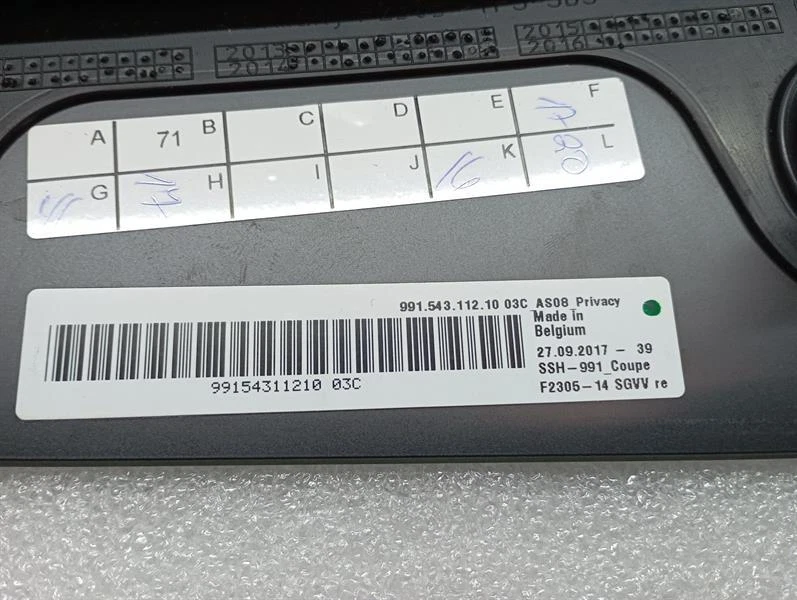 2013
2014
2015
2016
A
71 B
C
D
E
F
G
H
I
J
K
L
991.543.112.10 03C AS08_Privacy
Made In
Belgium
27.09.2017 - 39
SSH-991_Coupe
F2305-14 SGVV re
99154311210 03C